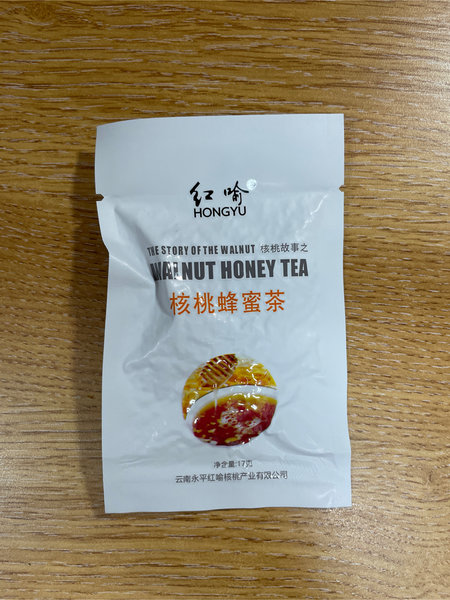 红喻
HONGYU
THE STORY OF THE WALNUT 核桃故事之
WALNUT HONEY TEA
核桃蜂蜜茶
净含量:17克
云南永平红喻核桃产业有限公司